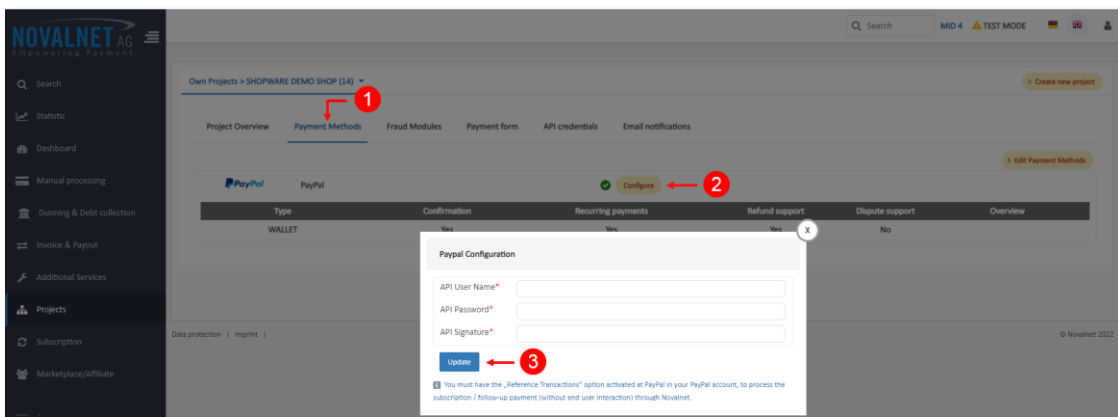 NOVALNET AG
Empowering Payment
Search
MID 4 TEST MODE
Search
Statistic
Dashboard
Manual processing
Dunning & Debt collection
Invoice & Payout
Additional Services
Projects
Subscription
Marketplace/Affiliate
Own Projects > SHOPWARE DEMO SHOP (14)
> Create new project
1
Project Overview Payment Methods Fraud Modules Payment form API credentials Email notifications
> Edit Payment Methods
PayPal PayPal Configure 2
Type Confirmation Recurring payments Refund support Dispute support Overview
WALLET Yes Yes Yes No
X
Paypal Configuration
API User Name*
API Password*
API Signature*
Update 3
You must have the „Reference Transactions" option activated at PayPal in your PayPal account, to process the
subscription / follow-up payment (without end user interaction) through Novalnet.
Data protection | Imprint |
© Novalnet 2022